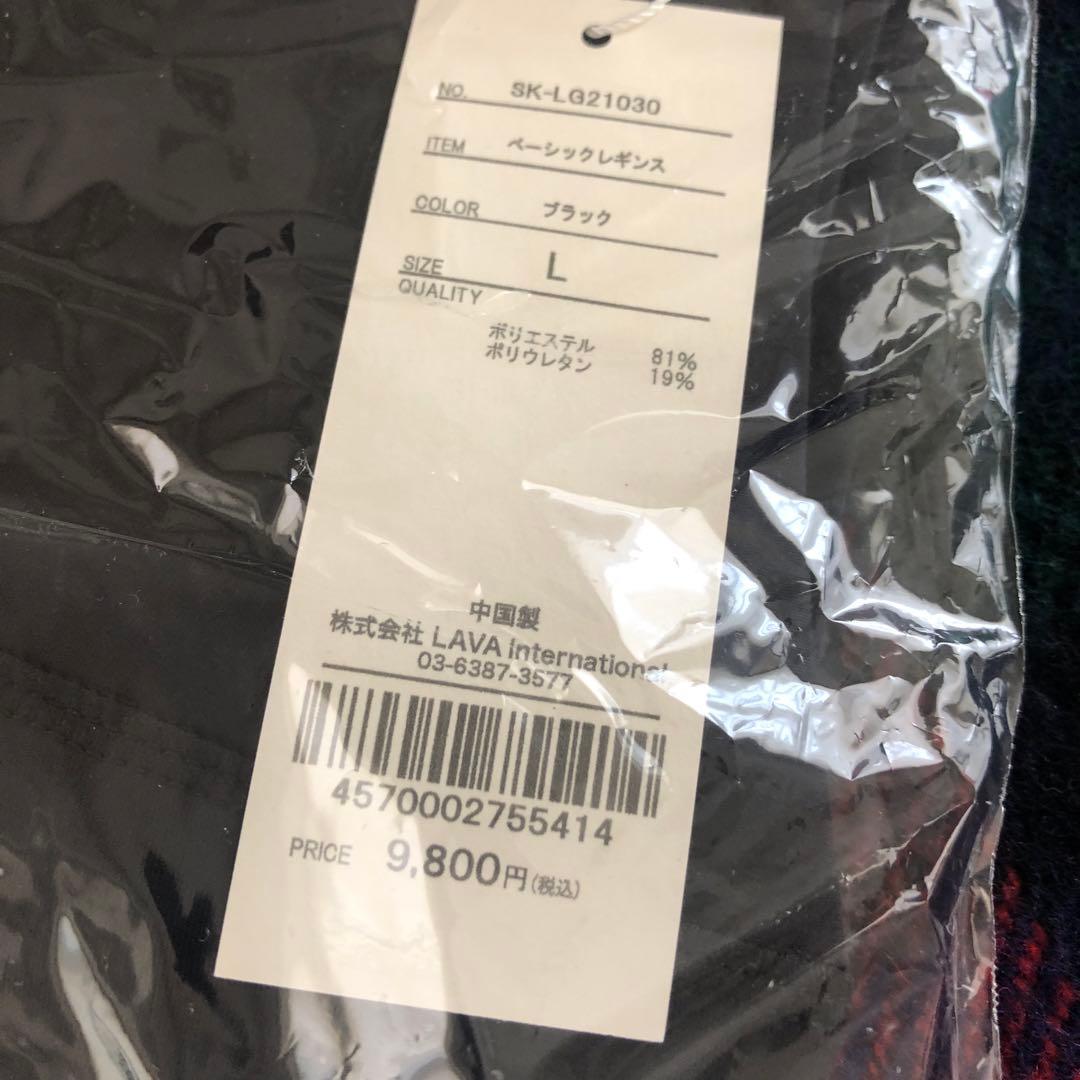 NO. SK-LG21030
ITEM ベーシックレギンス
COLOR ブラック
SIZE L
QUALITY
ポリエステル 81%
ポリウレタン 19%
中国製
株式会社 LAVA international
03-6387-3577
4570002755414
PRICE 9,800円(税込)